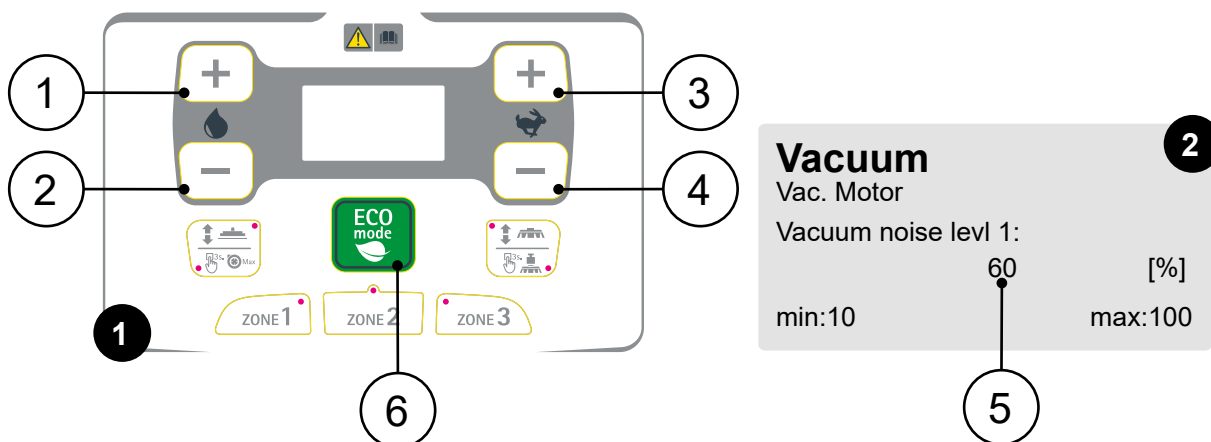 1
2
3
4
+
+
−
−
ECO
mode
3s.
Max
3s.
ZONE 1
ZONE 2
ZONE 3
1
6
2
Vacuum
Vac. Motor
Vacuum noise levl 1:
60 [%]
min:10 max:100
5